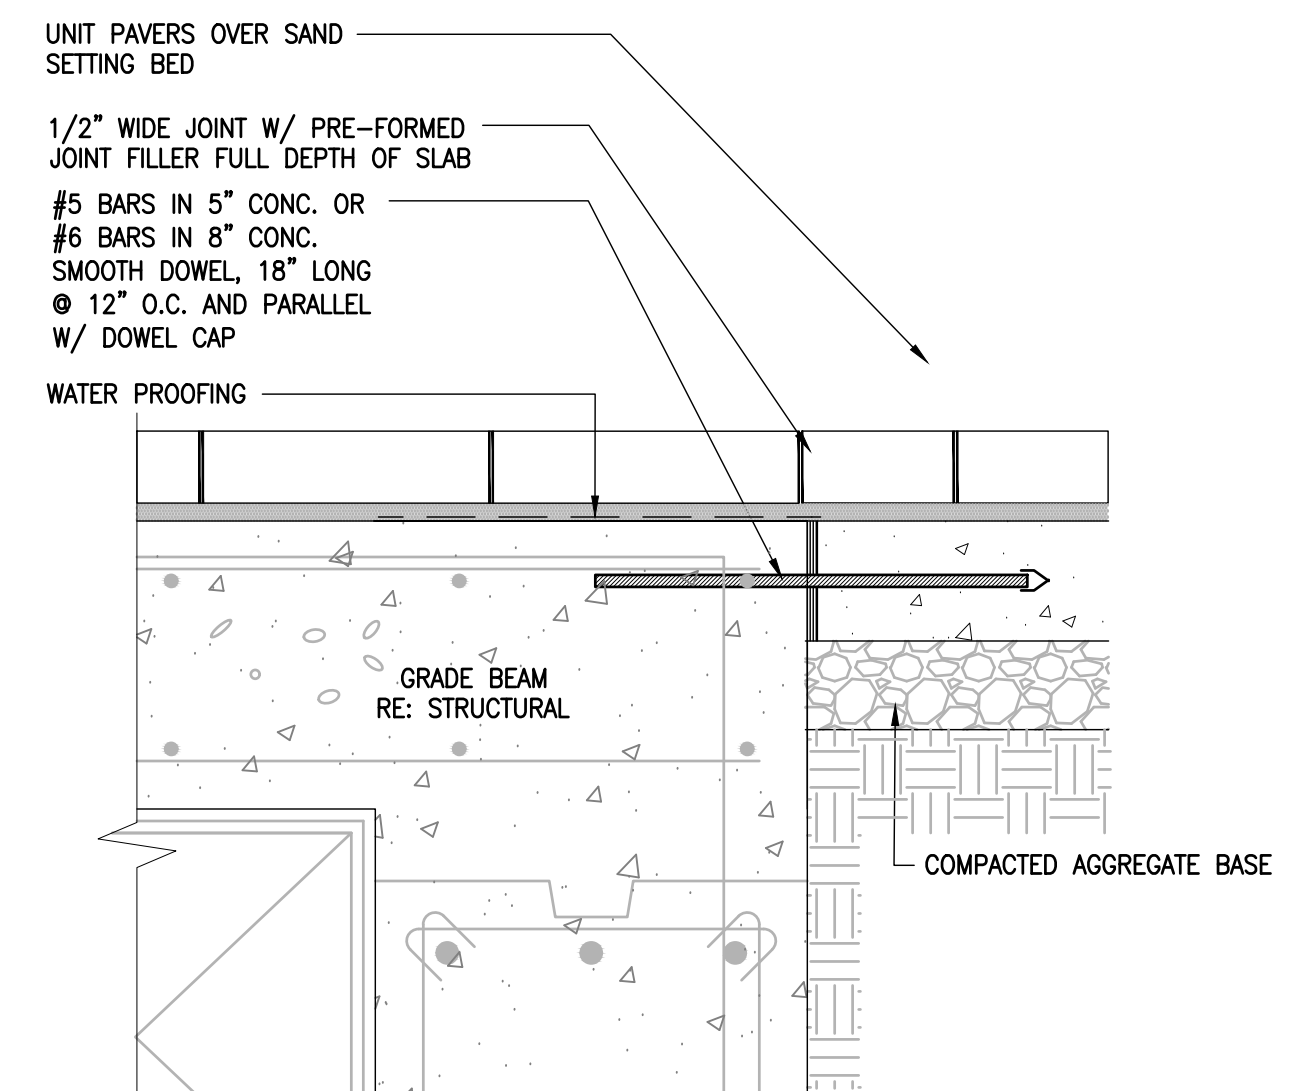 UNIT PAVERS OVER SAND
SETTING BED
1/2" WIDE JOINT W/ PRE-FORMED
JOINT FILLER FULL DEPTH OF SLAB
#5 BARS IN 5" CONC. OR
#6 BARS IN 8" CONC.
SMOOTH DOWEL, 18" LONG
@ 12" O.C. AND PARALLEL
W/ DOWEL CAP
WATER PROOFING
GRADE BEAM
RE: STRUCTURAL
COMPACTED AGGREGATE BASE